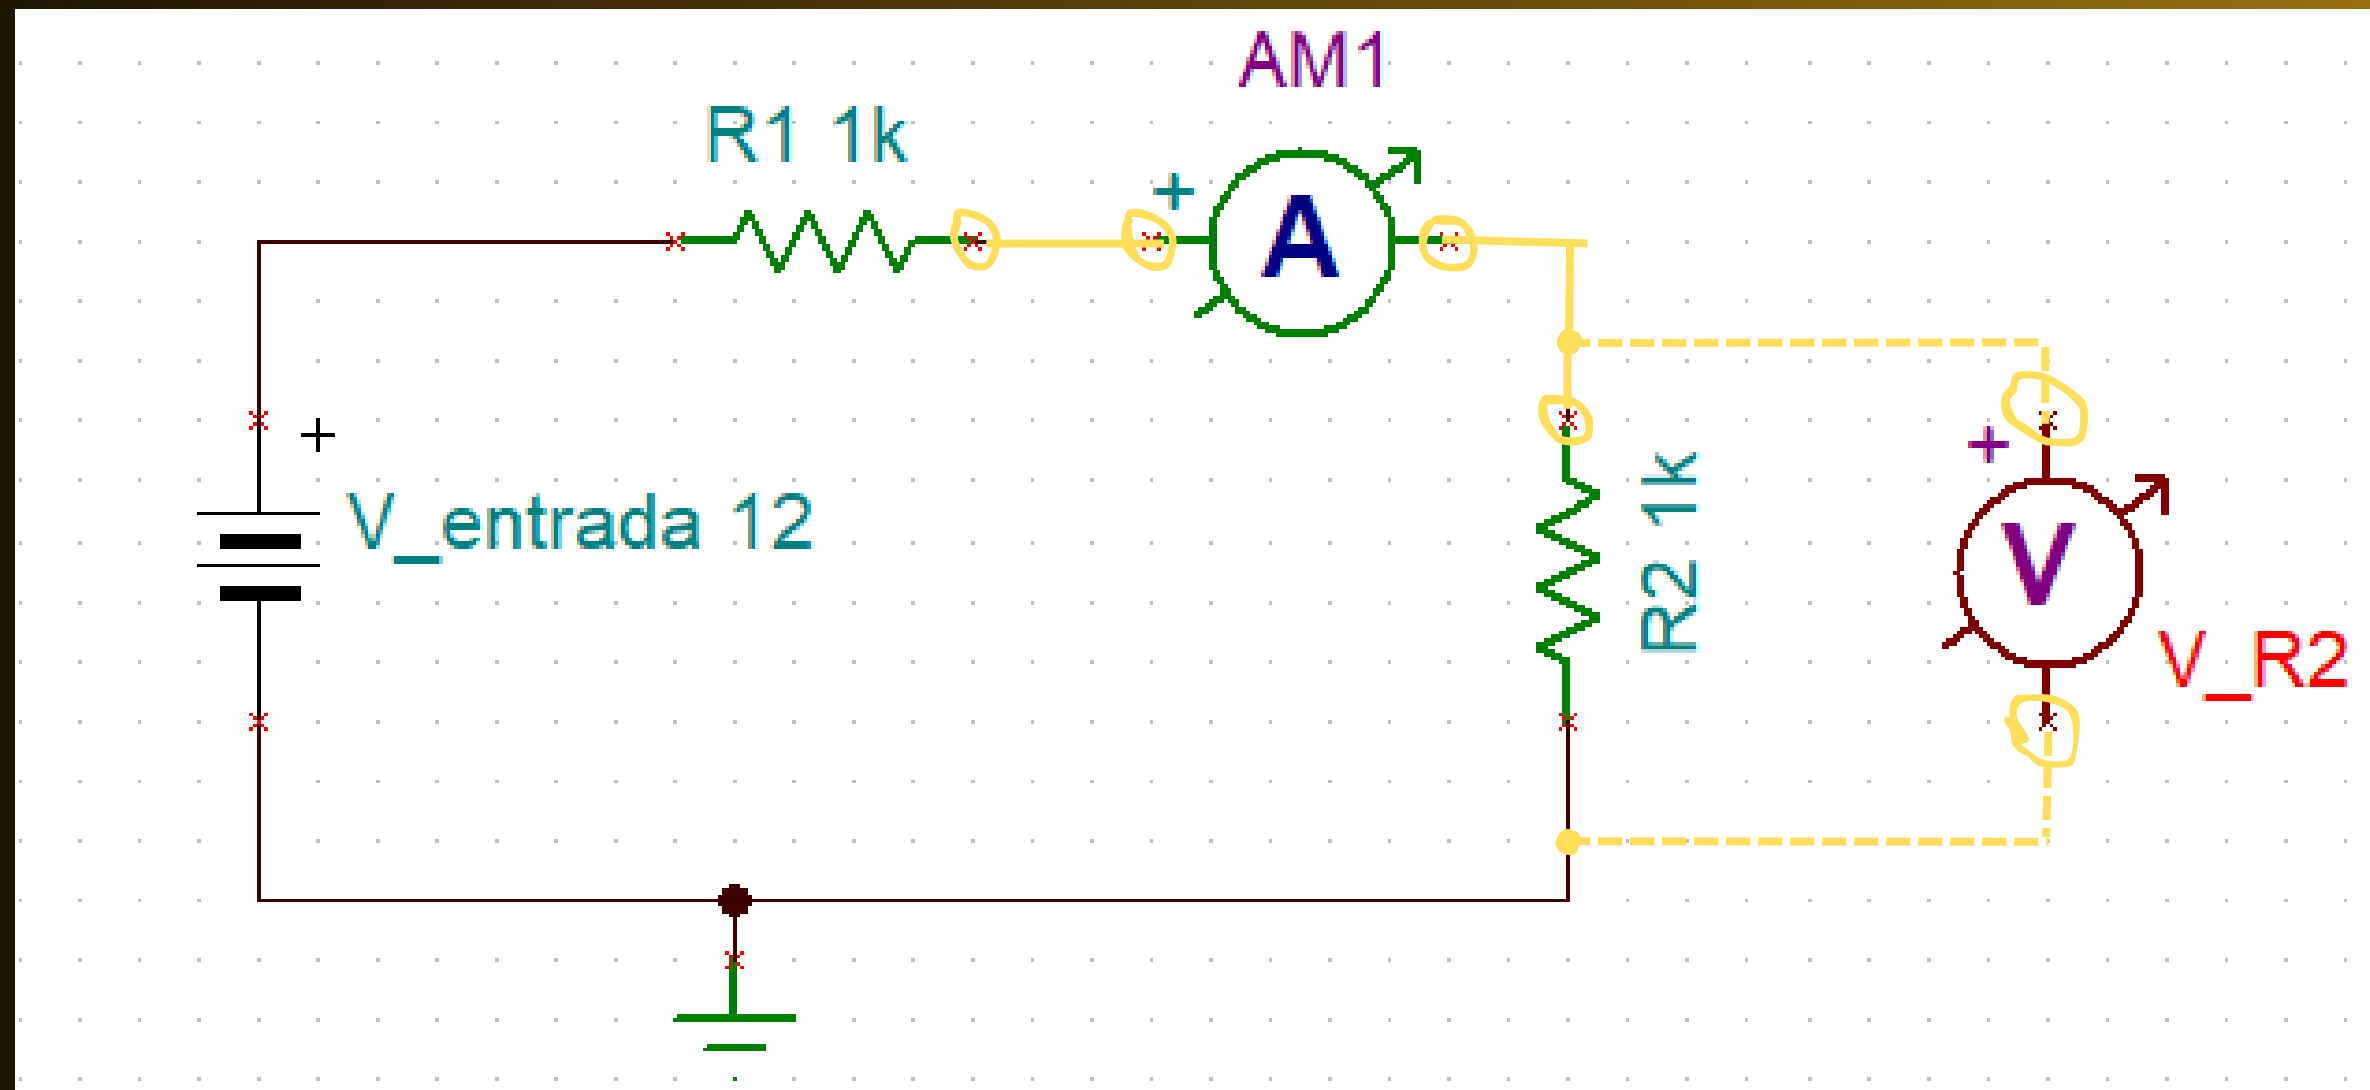 AM1
R1 1k
+
A
+
V_entrada 12
R2 1k
+
V
V_R2